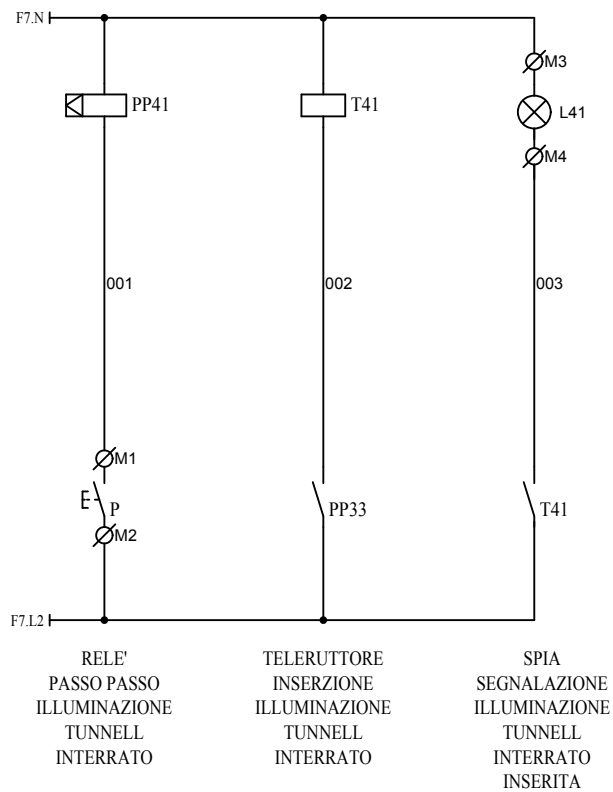 F7.N
M3
PP41
T41
L41
M4
001
002
003
M1
P
PP33
T41
M2
F7.L2
RELE'
PASSO PASSO
ILLUMINAZIONE
TUNNELL
INTERRATO
TELERUTTORE
INSERZIONE
ILLUMINAZIONE
TUNNELL
INTERRATO
SPIA
SEGNALAZIONE
ILLUMINAZIONE
TUNNELL
INTERRATO
INSERITA